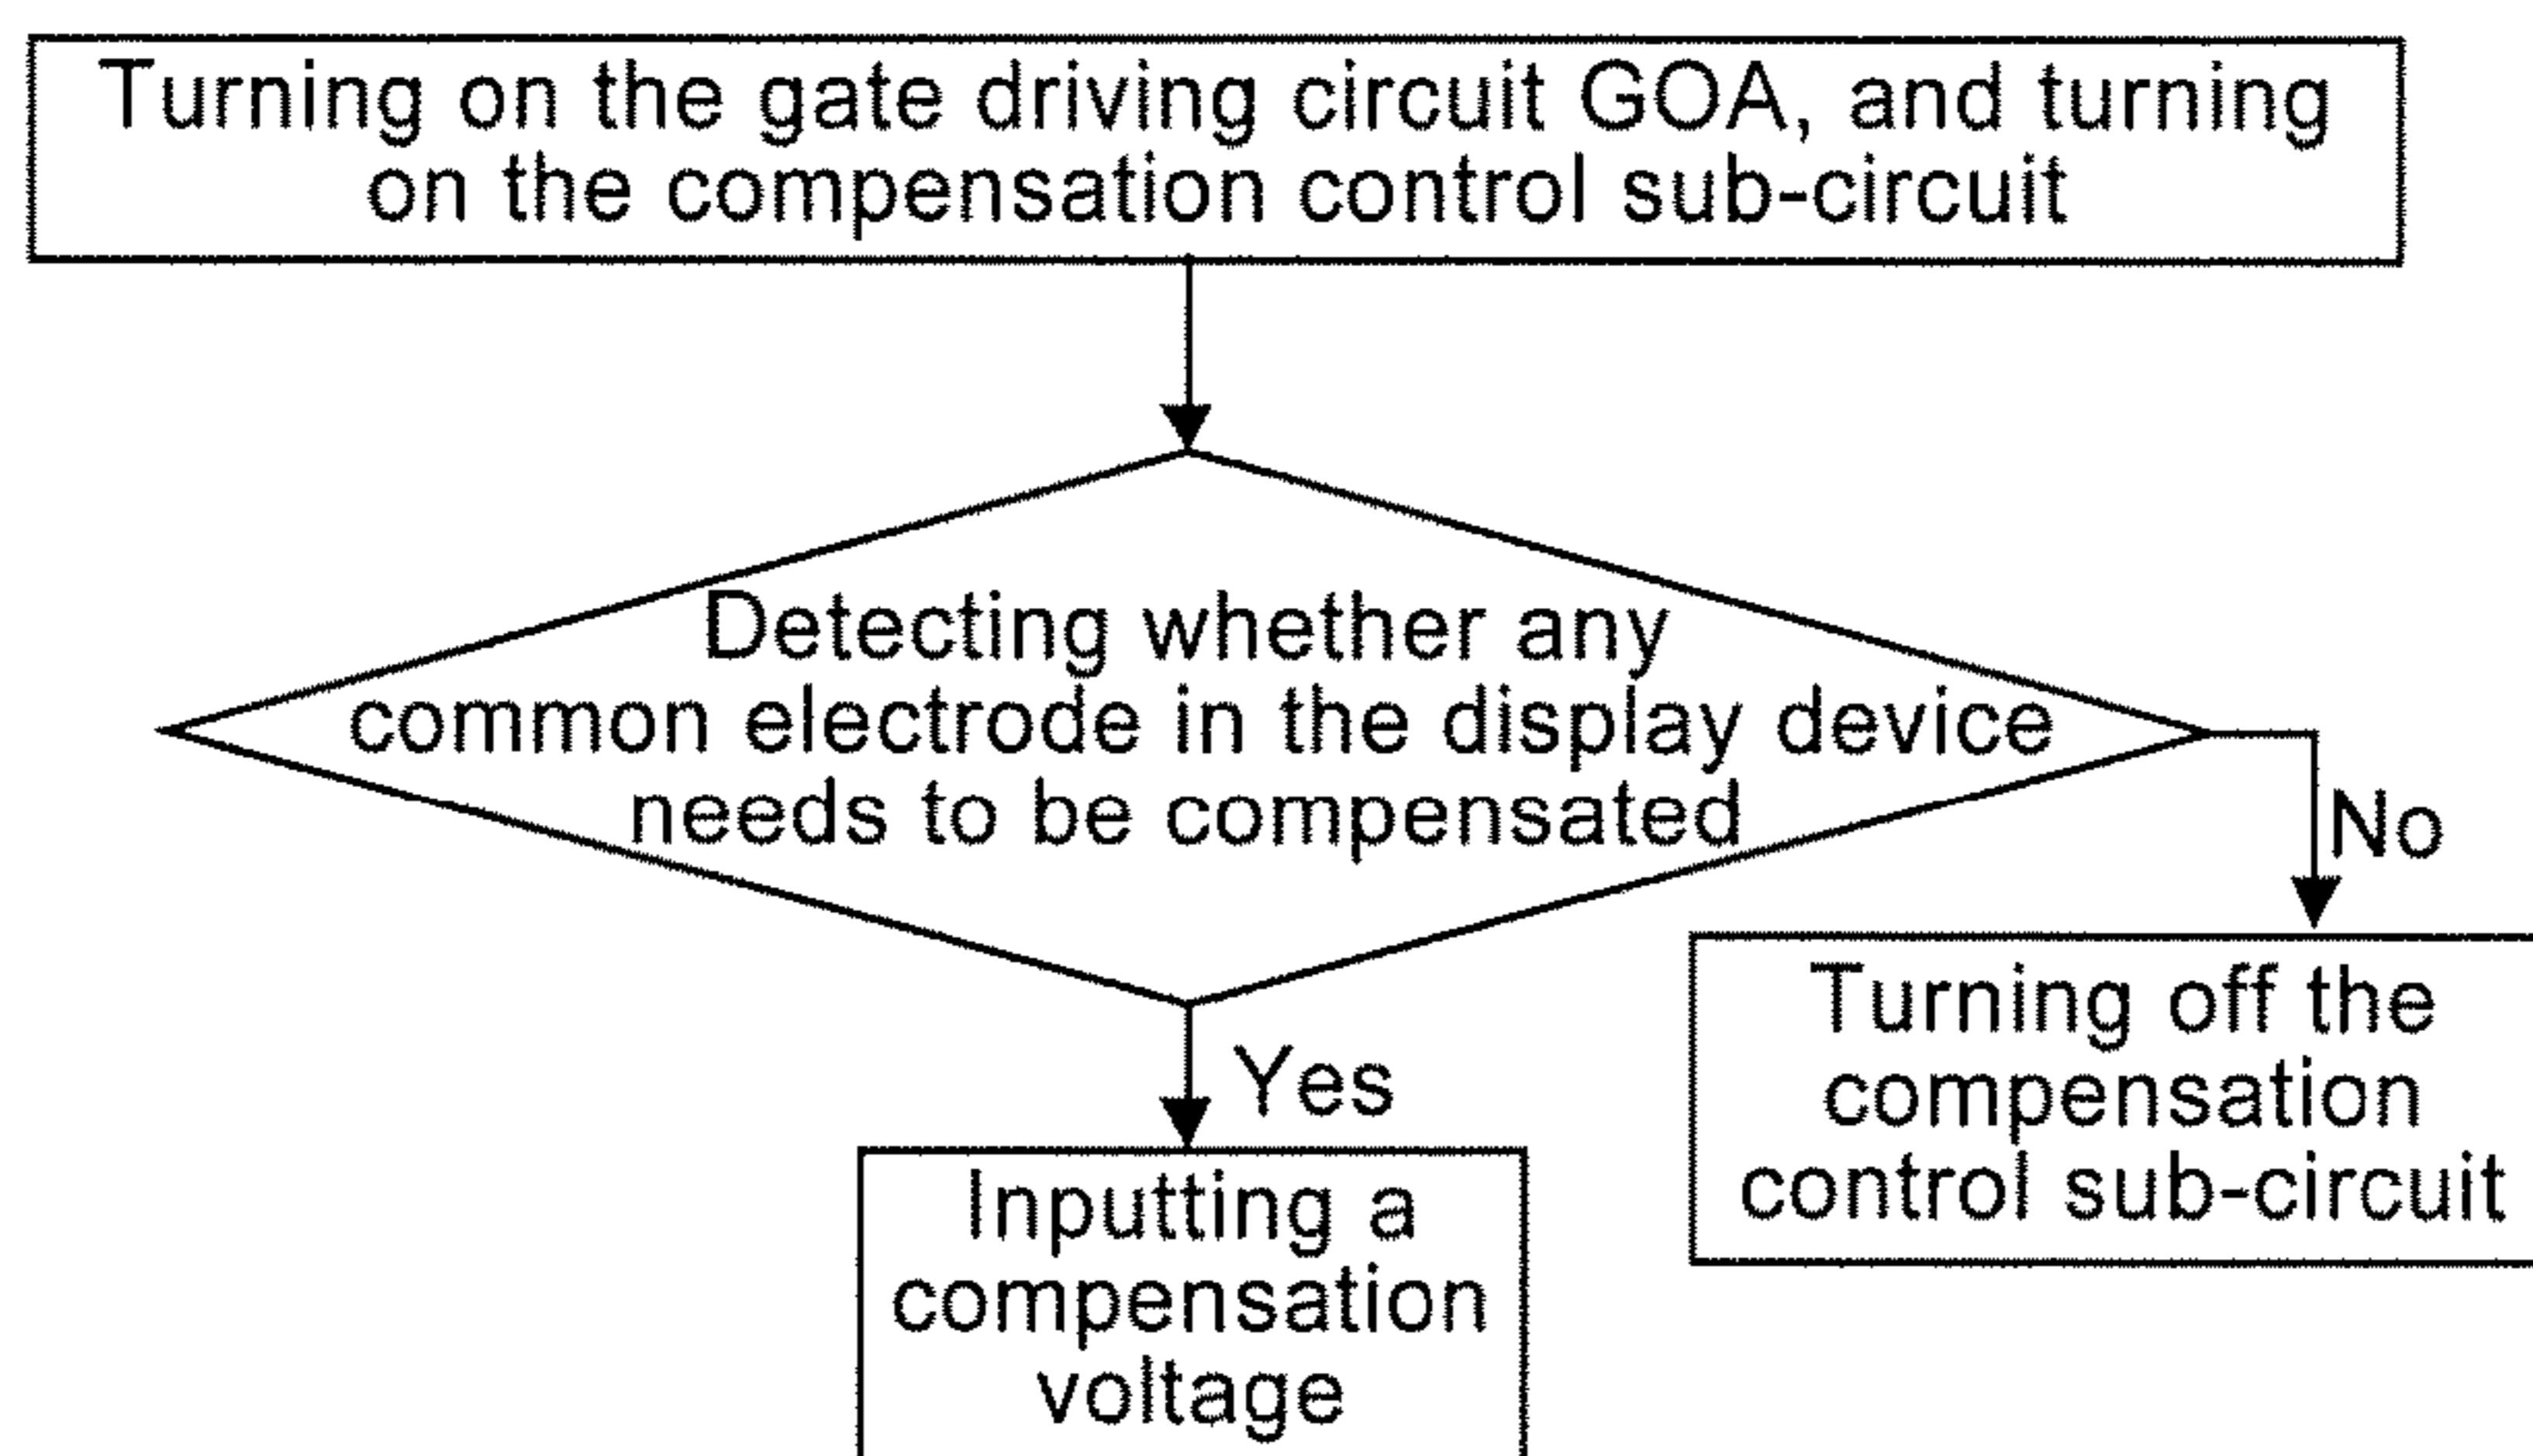 Turning on the gate driving circuit GOA, and turning
on the compensation control sub-circuit
Detecting whether any
common electrode in the display device
needs to be compensated
No
Turning off the
compensation
control sub-circuit
Yes
Inputting a
compensation
voltage